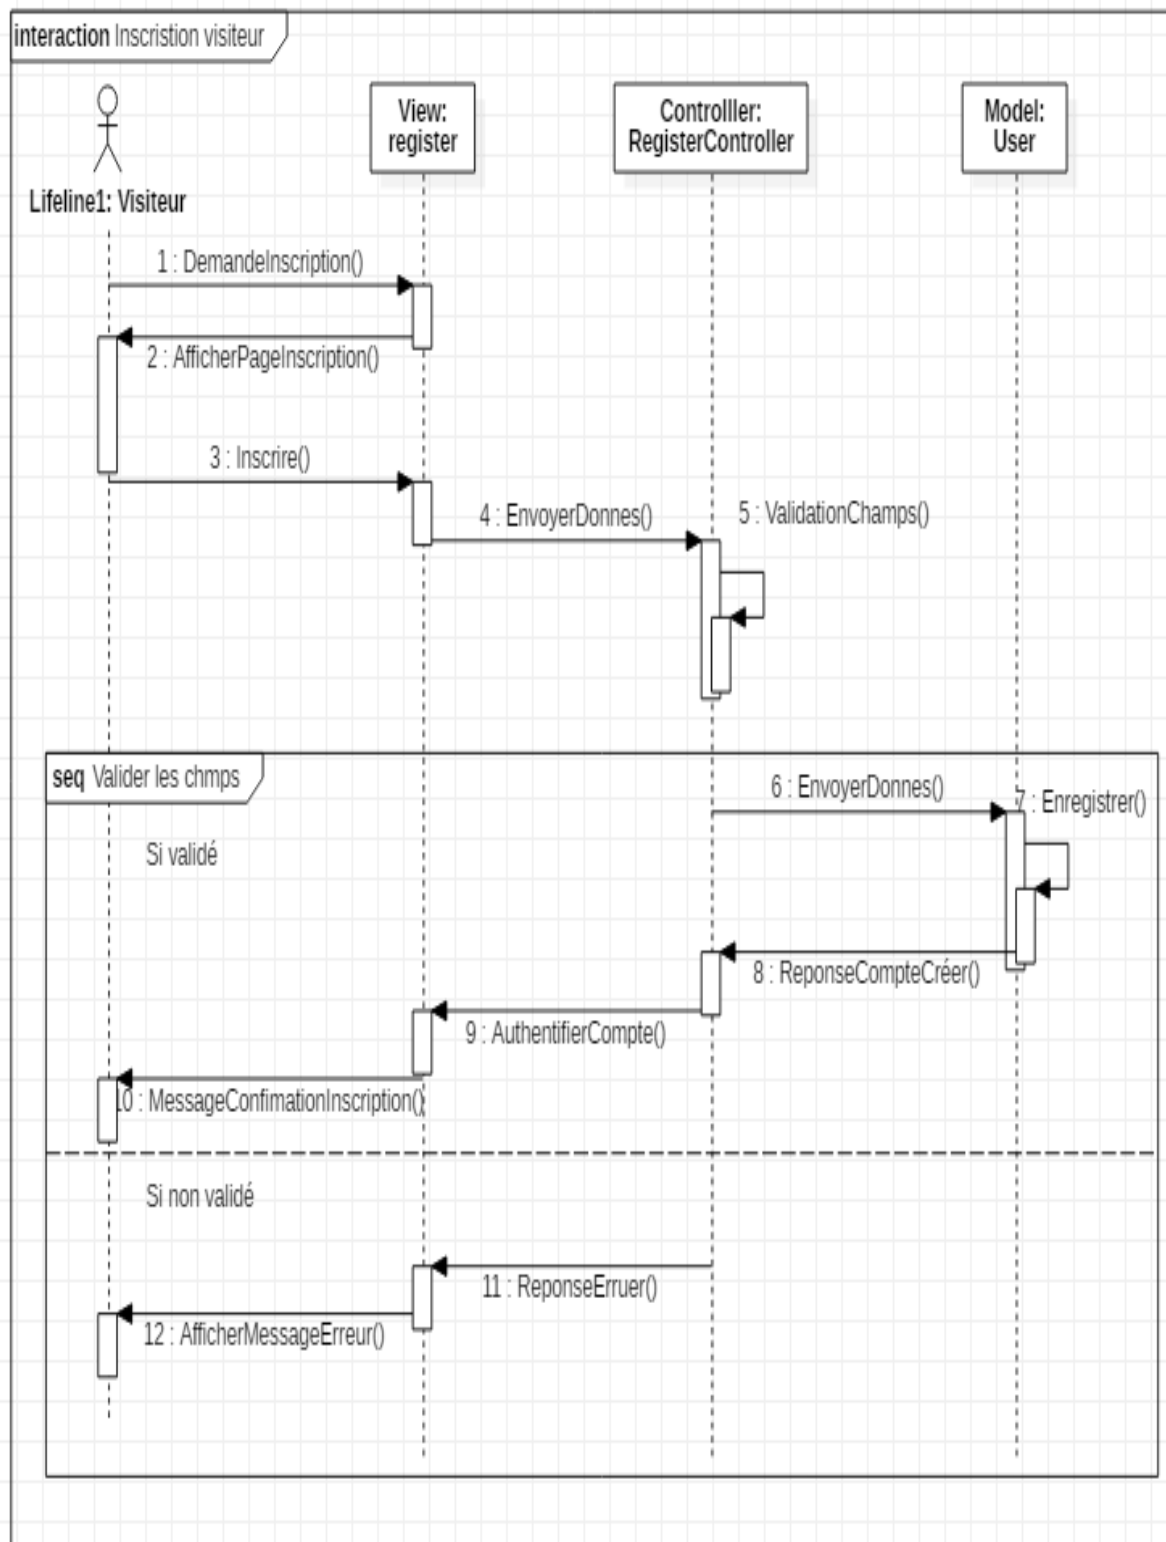 interaction Inscristion visiteur
View:
register
Controlller:
RegisterController
Model:
User
Lifeline1: Visiteur
1 : DemandeInscription()
2 : AfficherPageInscription()
3 : Inscrire()
4 : EnvoyerDonnes()
5 : ValidationChamps()
seq Valider les chmps
6 : EnvoyerDonnes()
7 : Enregistrer()
Si validé
8 : ReponseCompteCréer()
9 : AuthentifierCompte()
10 : MessageConfimationInscription()
Si non validé
11 : ReponseErruer()
12 : AfficherMessageErreur()